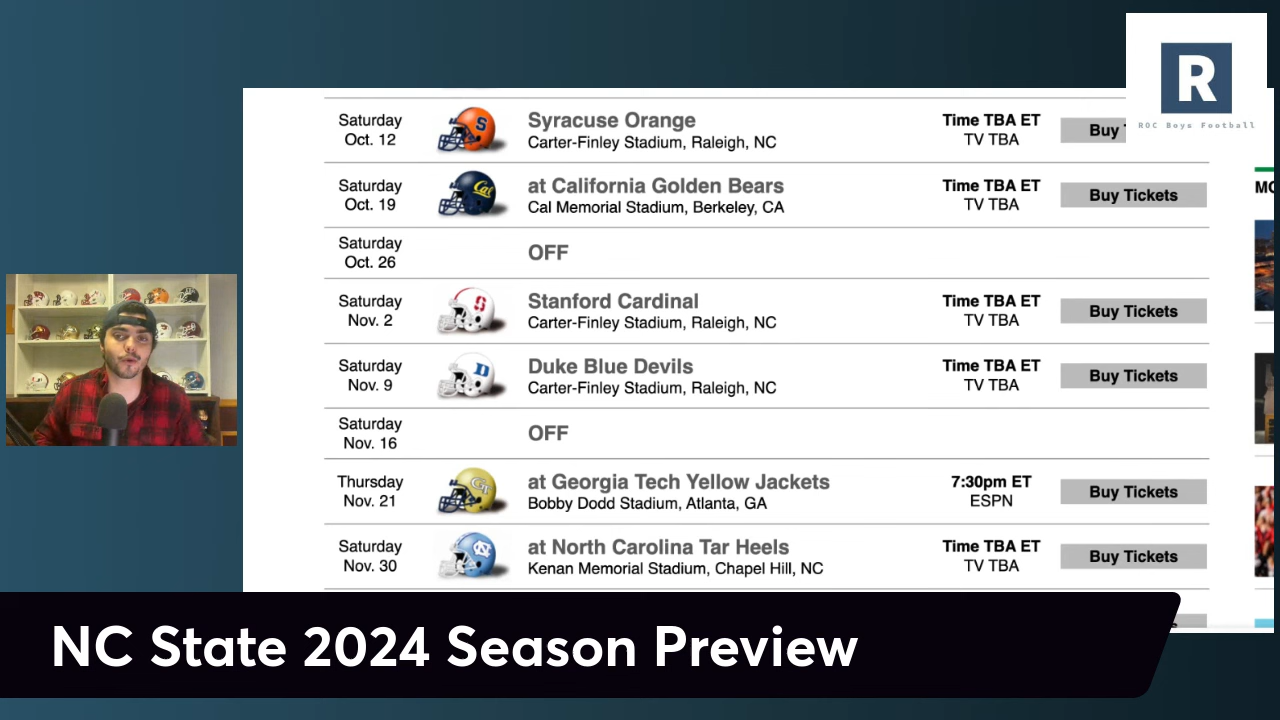 R
ROC Boys Football
Saturday
Oct. 12
S
Syracuse Orange
Carter-Finley Stadium, Raleigh, NC
Time TBA ET
TV TBA
Buy
Saturday
Oct. 19
Cal
at California Golden Bears
Cal Memorial Stadium, Berkeley, CA
Time TBA ET
TV TBA
Buy Tickets
Saturday
Oct. 26
OFF
Saturday
Nov. 2
S
Stanford Cardinal
Carter-Finley Stadium, Raleigh, NC
Time TBA ET
TV TBA
Buy Tickets
Saturday
Nov. 9
D
Duke Blue Devils
Carter-Finley Stadium, Raleigh, NC
Time TBA ET
TV TBA
Buy Tickets
Saturday
Nov. 16
OFF
Thursday
Nov. 21
GT
at Georgia Tech Yellow Jackets
Bobby Dodd Stadium, Atlanta, GA
7:30pm ET
ESPN
Buy Tickets
Saturday
Nov. 30
NC
at North Carolina Tar Heels
Kenan Memorial Stadium, Chapel Hill, NC
Time TBA ET
TV TBA
Buy Tickets
NC State 2024 Season Preview